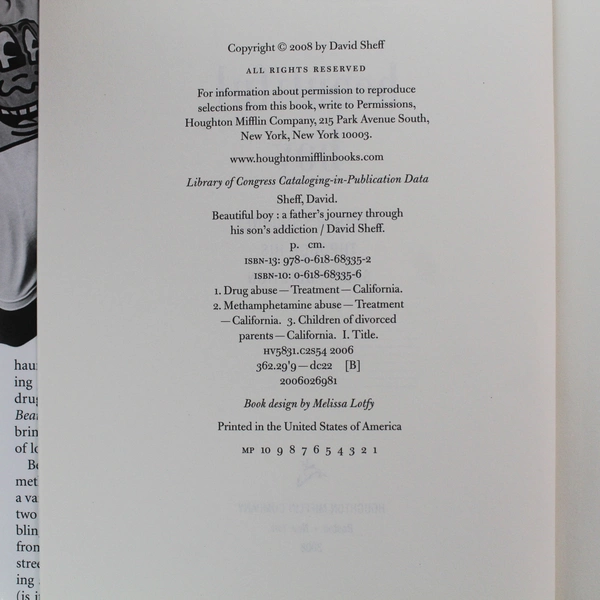 Copyright © 2008 by David Sheff
ALL RIGHTS RESERVED
For information about permission to reproduce
selections from this book, write to Permissions,
Houghton Mifflin Company, 215 Park Avenue South,
New York, New York 10003.
www.houghtonmifflinbooks.com
Library of Congress Cataloging-in-Publication Data
Sheff, David.
Beautiful boy : a father's journey through
his son's addiction / David Sheff.
p. cm.
ISBN-13: 978-0-618-68335-2
ISBN-10: 0-618-68335-6
1. Drug abuse — Treatment — California.
2. Methamphetamine abuse — Treatment
— California. 3. Children of divorced
parents — California. I. Title.
HV5831.C2S54 2006
362.29'9 — dc22 [B]
2006026981
Book design by Melissa Lotfy
Printed in the United States of America
MP 10 9 8 7 6 5 4 3 2 1
ing
of
a
two
ing
(is